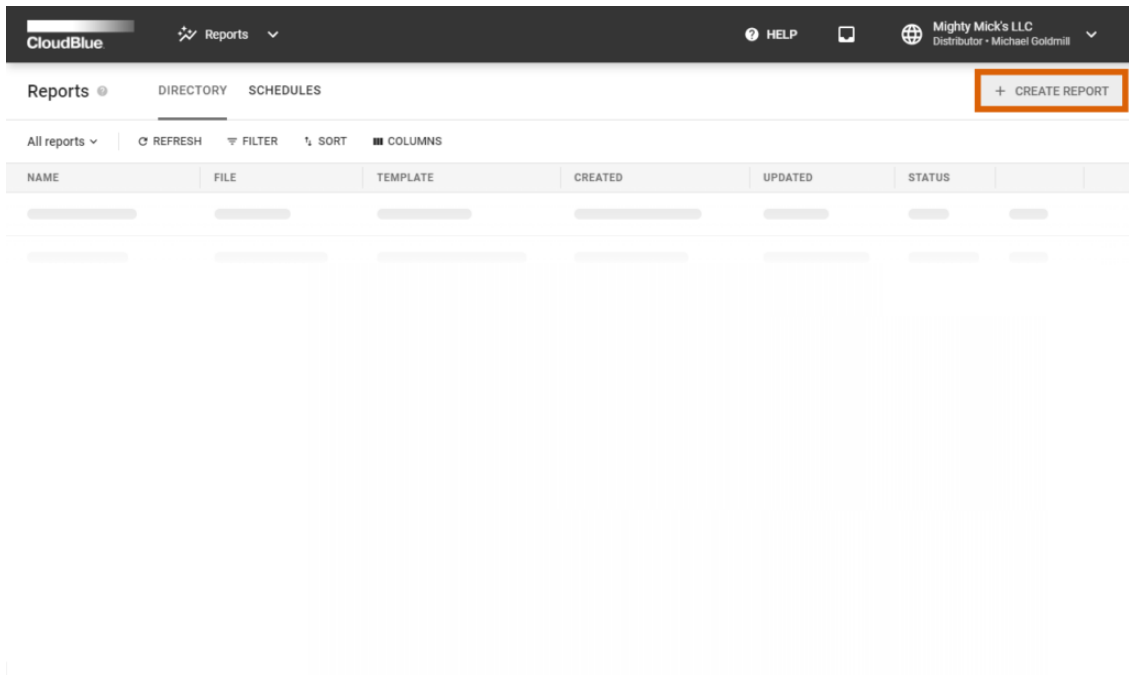 CloudBlue Reports HELP Mighty Mick's LLC
Distributor • Michael Goldmill
Reports DIRECTORY SCHEDULES + CREATE REPORT
All reports REFRESH FILTER SORT COLUMNS
NAME FILE TEMPLATE CREATED UPDATED STATUS